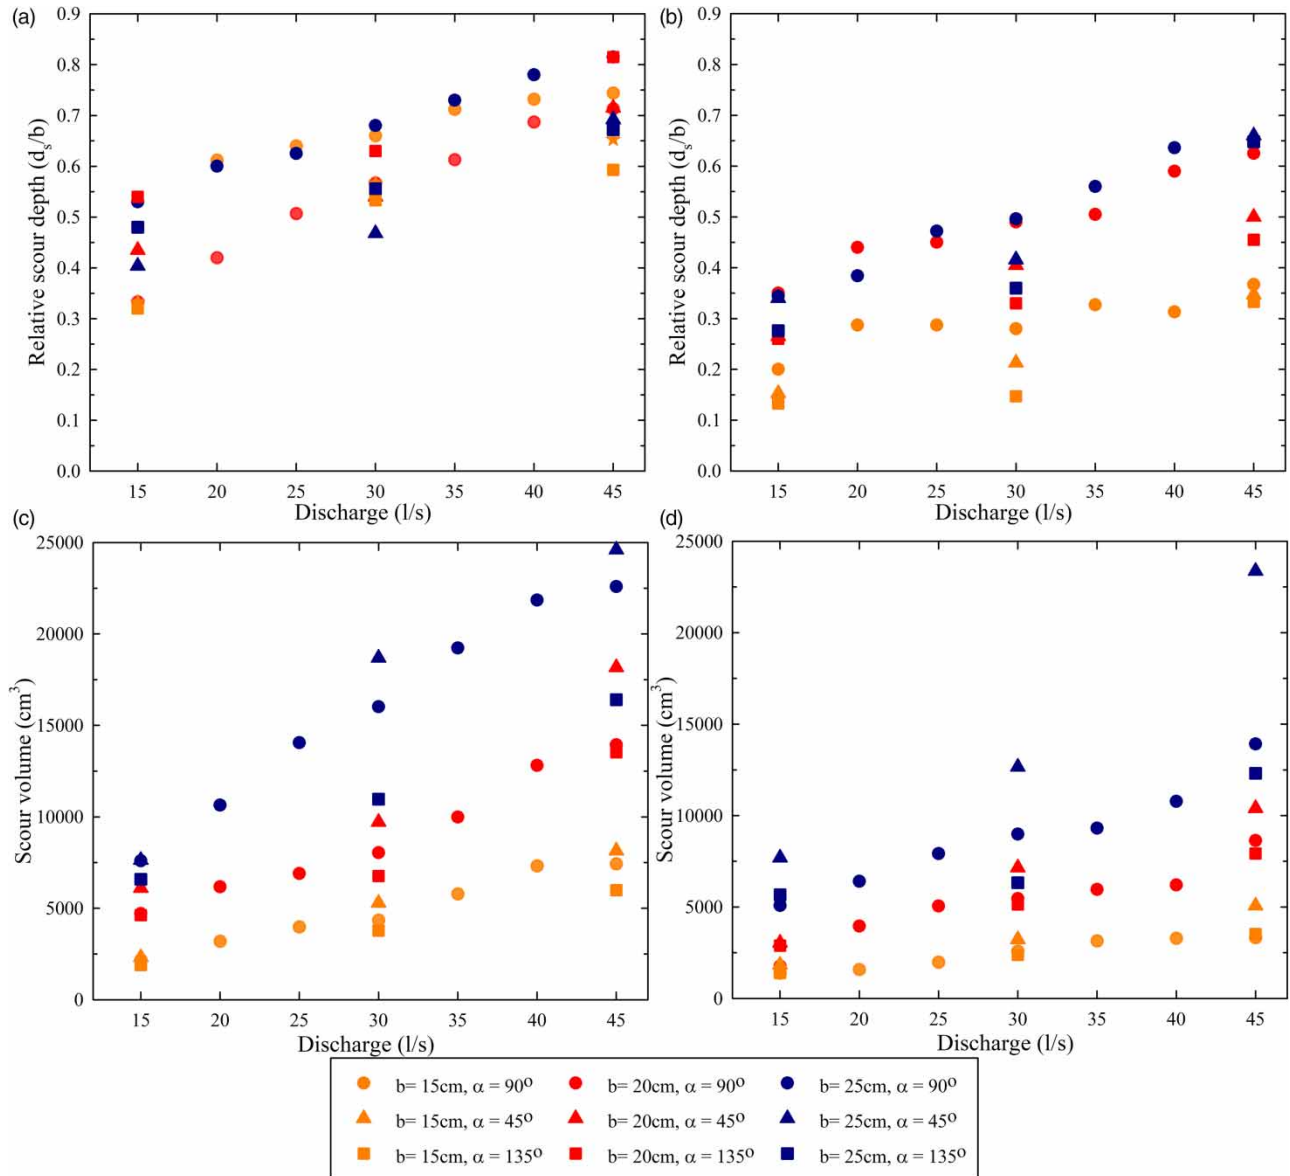 (a)
Relative scour depth (ds/b)
0.9
0.8
0.7
0.6
0.5
0.4
0.3
0.2
0.1
0.0
15 20 25 30 35 40 45
Discharge (l/s)
(b)
Relative scour depth (ds/b)
0.9
0.8
0.7
0.6
0.5
0.4
0.3
0.2
0.1
0.0
15 20 25 30 35 40 45
Discharge (l/s)
(c)
Scour volume (cm³)
25000
20000
15000
10000
5000
0
15 20 25 30 35 40 45
Discharge (l/s)
(d)
Scour volume (cm³)
25000
20000
15000
10000
5000
0
15 20 25 30 35 40 45
Discharge (l/s)
b= 15cm, α = 90º b= 20cm, α = 90º b= 25cm, α = 90º
b= 15cm, α = 45º b= 20cm, α = 45º b= 25cm, α = 45º
b= 15cm, α = 135º b= 20cm, α = 135º b= 25cm, α = 135º